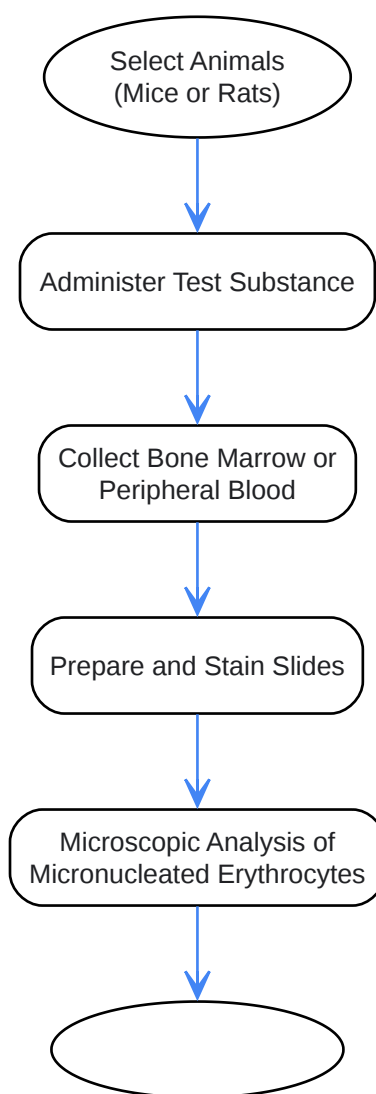 Select Animals
(Mice or Rats)
Administer Test Substance
Collect Bone Marrow or
Peripheral Blood
Prepare and Stain Slides
Microscopic Analysis of
Micronucleated Erythrocytes